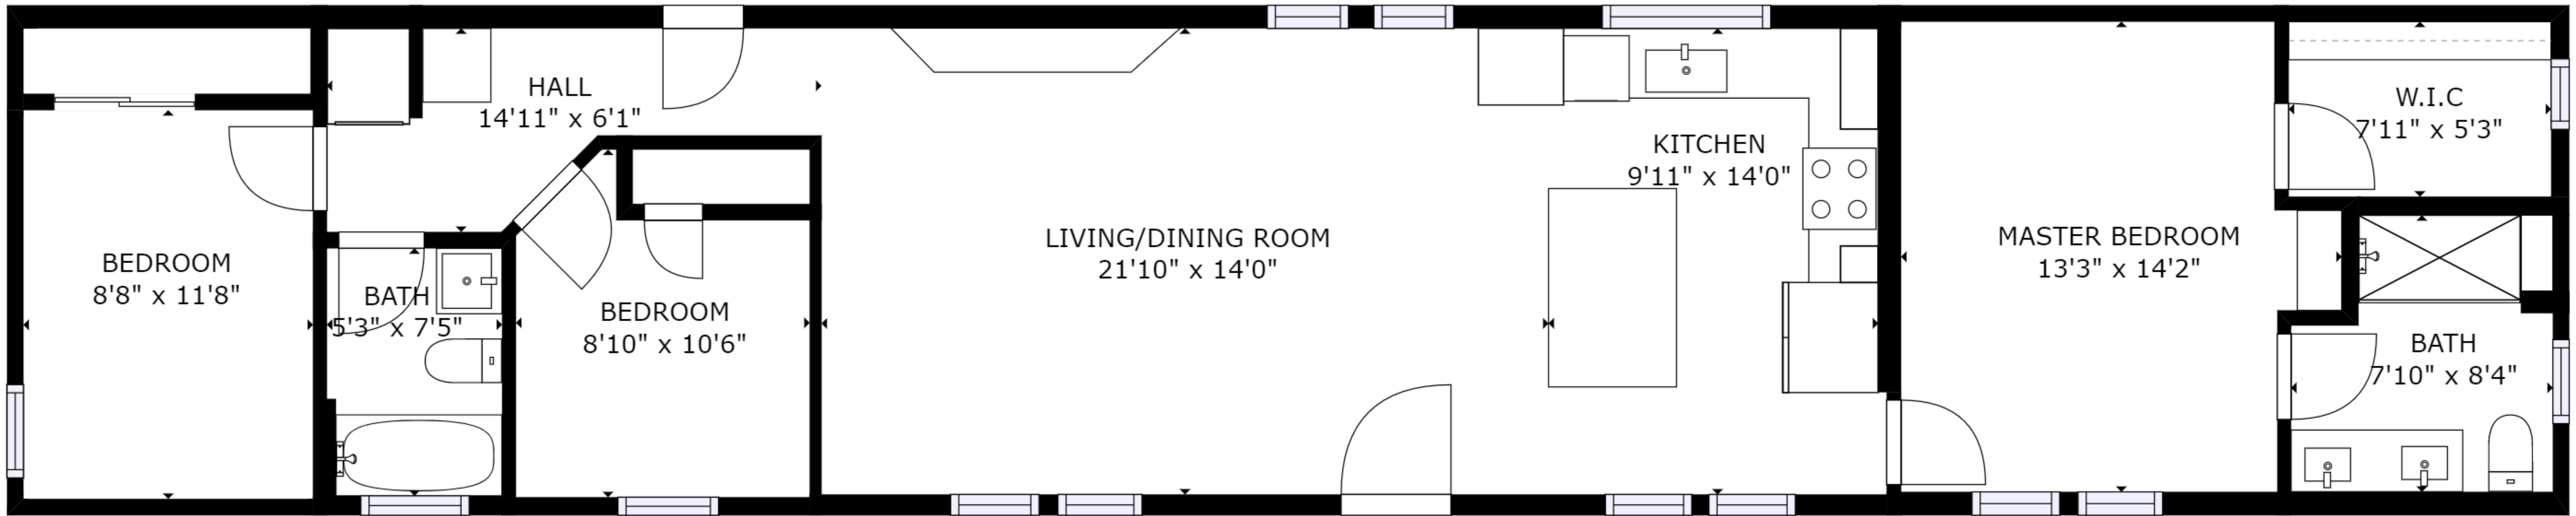 HALL
14'11" x 6'1"
BEDROOM
8'8" x 11'8"
BATH
5'3" x 7'5"
BEDROOM
8'10" x 10'6"
LIVING/DINING ROOM
21'10" x 14'0"
KITCHEN
9'11" x 14'0"
MASTER BEDROOM
13'3" x 14'2"
W.I.C
7'11" x 5'3"
BATH
7'10" x 8'4"